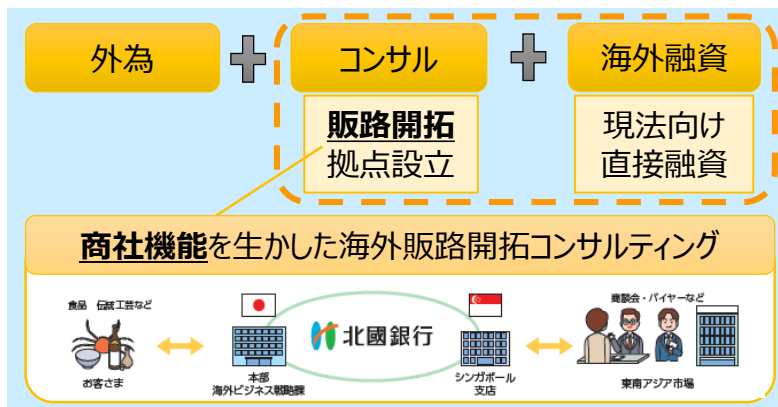 外為
コンサル
海外融資
販路開拓
拠点設立
現法向け
直接融資
商社機能を生かした海外販路開拓コンサルティング
食品 伝統工芸など
お客さま
本部
海外ビジネス戦略課
北國銀行
シンガポール
支店
商談会・バイヤーなど
東南アジア市場